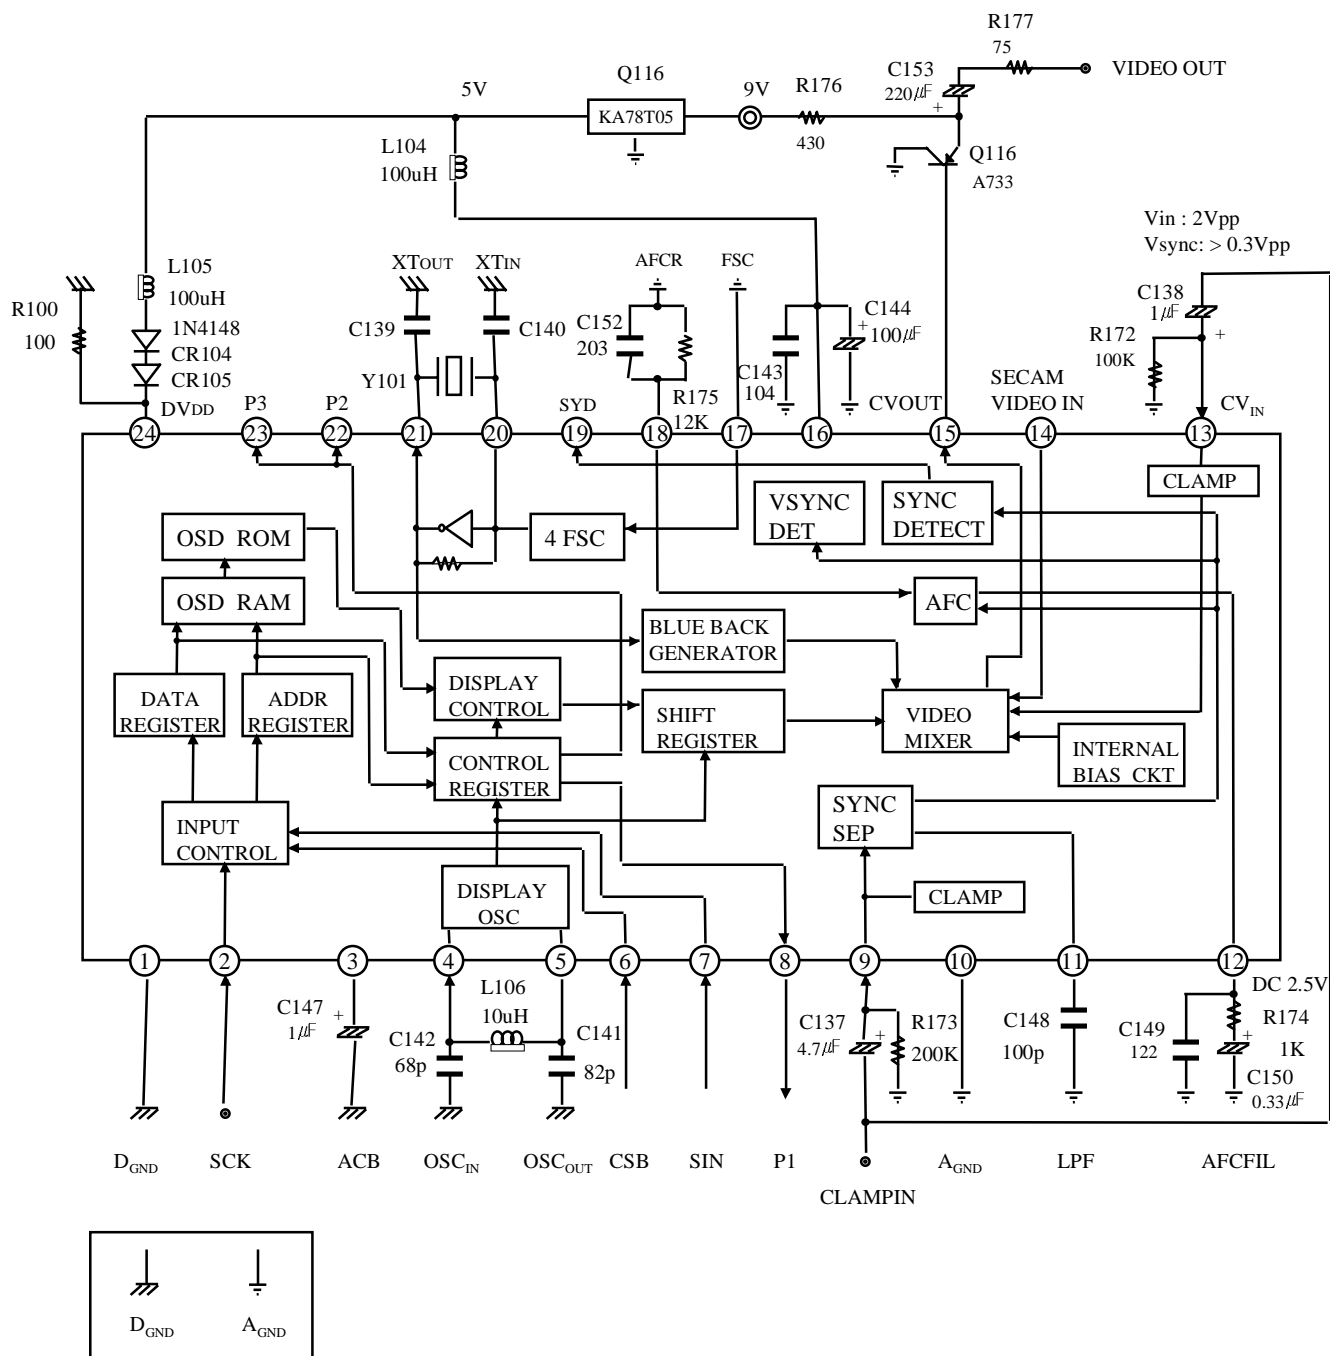 R177
75
VIDEO OUT
C153
220㎌
+
Q116
9V
R176
5V
KA78T05
430
L104
100uH
Q116
A733
Vin : 2Vpp
Vsync: > 0.3Vpp
XTOUT
XTIN
AFCR
FSC
L105
100uH
R100
100
C138
1㎌
+
C139
C140
C152
203
C144
+
100㎌
1N4148
CR104
CR105
R172
100K
Y101
C143
104
SECAM
VIDEO IN
R175
12K
DVDD
P3
P2
SYD
CVOUT
CVIN
24
23
22
21
20
19
18
17
16
15
14
13
CLAMP
VSYNC
DET
SYNC
DETECT
OSD ROM
4 FSC
OSD RAM
AFC
BLUE BACK
GENERATOR
DATA
REGISTER
ADDR
REGISTER
DISPLAY
CONTROL
SHIFT
REGISTER
VIDEO
MIXER
INTERNAL
BIAS CKT
CONTROL
REGISTER
INPUT
CONTROL
SYNC
SEP
DISPLAY
OSC
CLAMP
1
2
3
4
5
6
7
8
9
10
11
12
DC 2.5V
C147
1㎌
+
L106
10uH
C142
68p
C141
82p
C137
4.7㎌
+
R173
200K
C148
100p
C149
122
R174
1K
+
C150
0.33㎌
DGND
SCK
ACB
OSCIN
OSCOUT
CSB
SIN
P1
AGND
LPF
AFCFIL
CLAMPIN
DGND
AGND